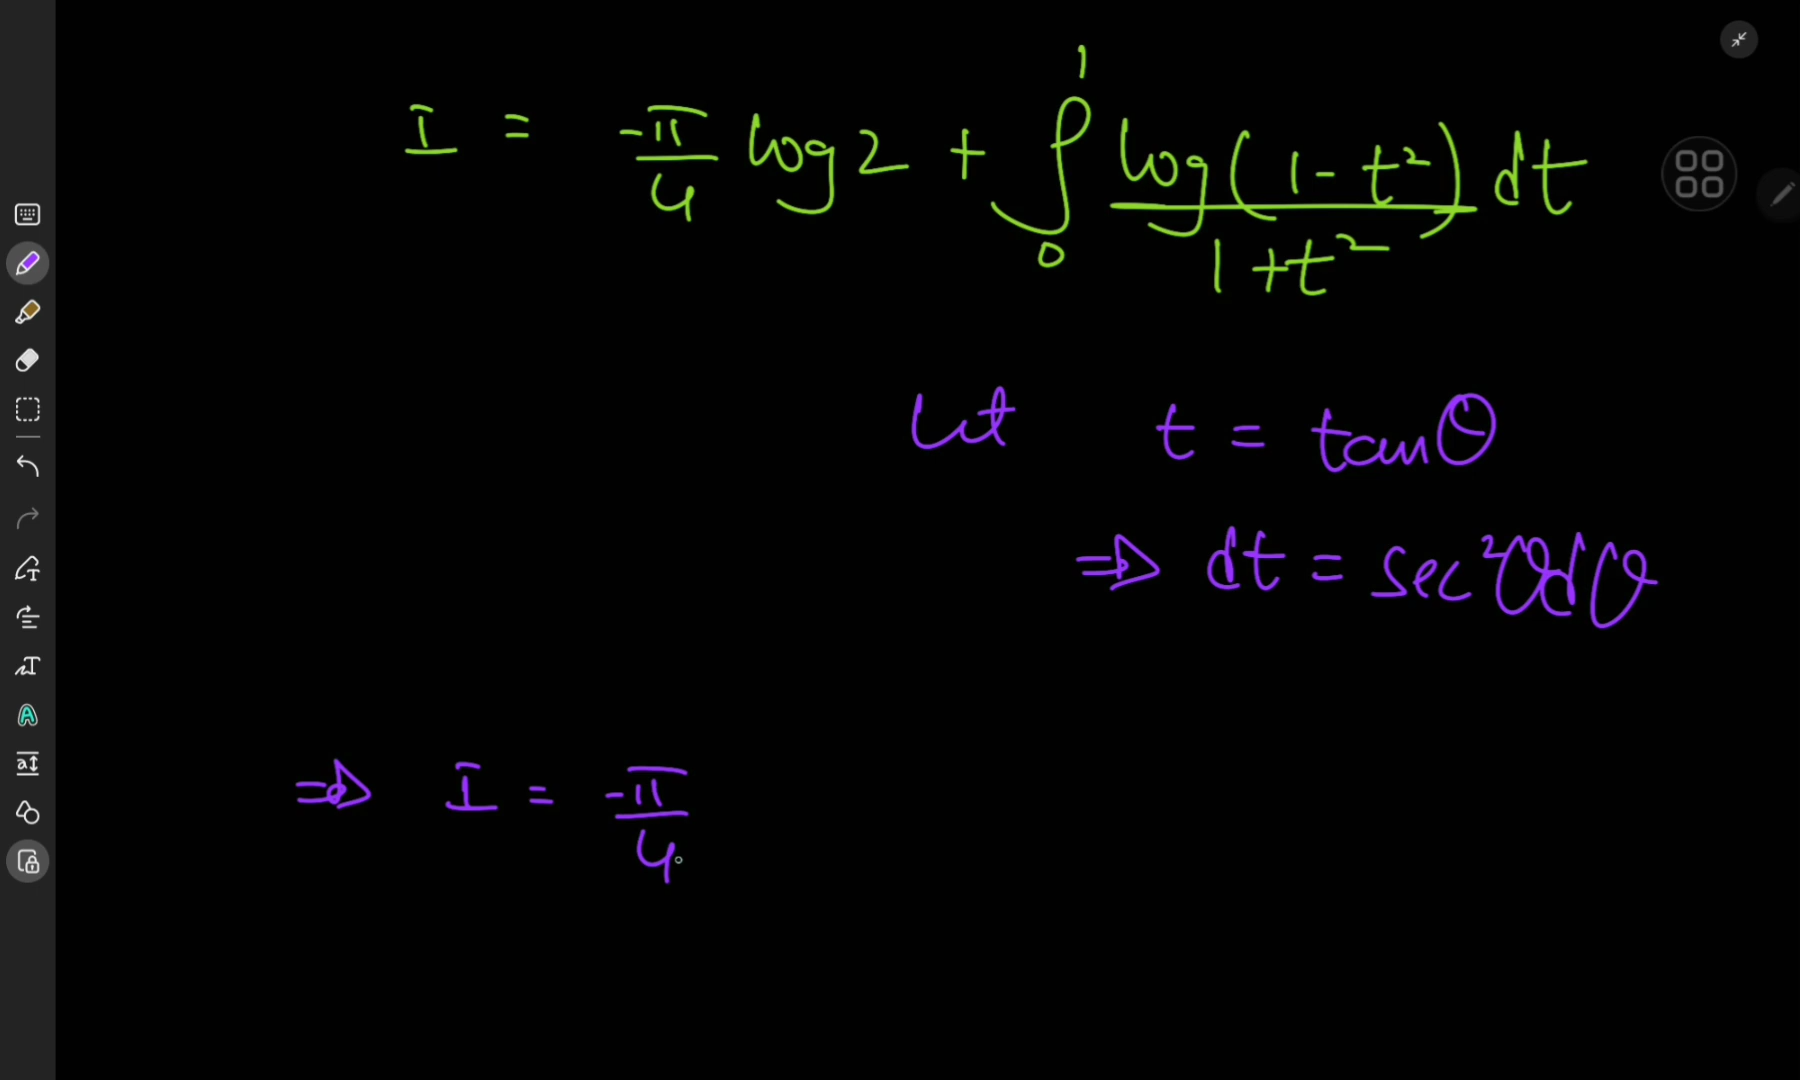 I = -π/4 log 2 + ∫₀¹ log(1-t²)/(1+t²) dt
Let t = tanθ
⇒ dt = sec²θdθ
⇒ I = -π/4